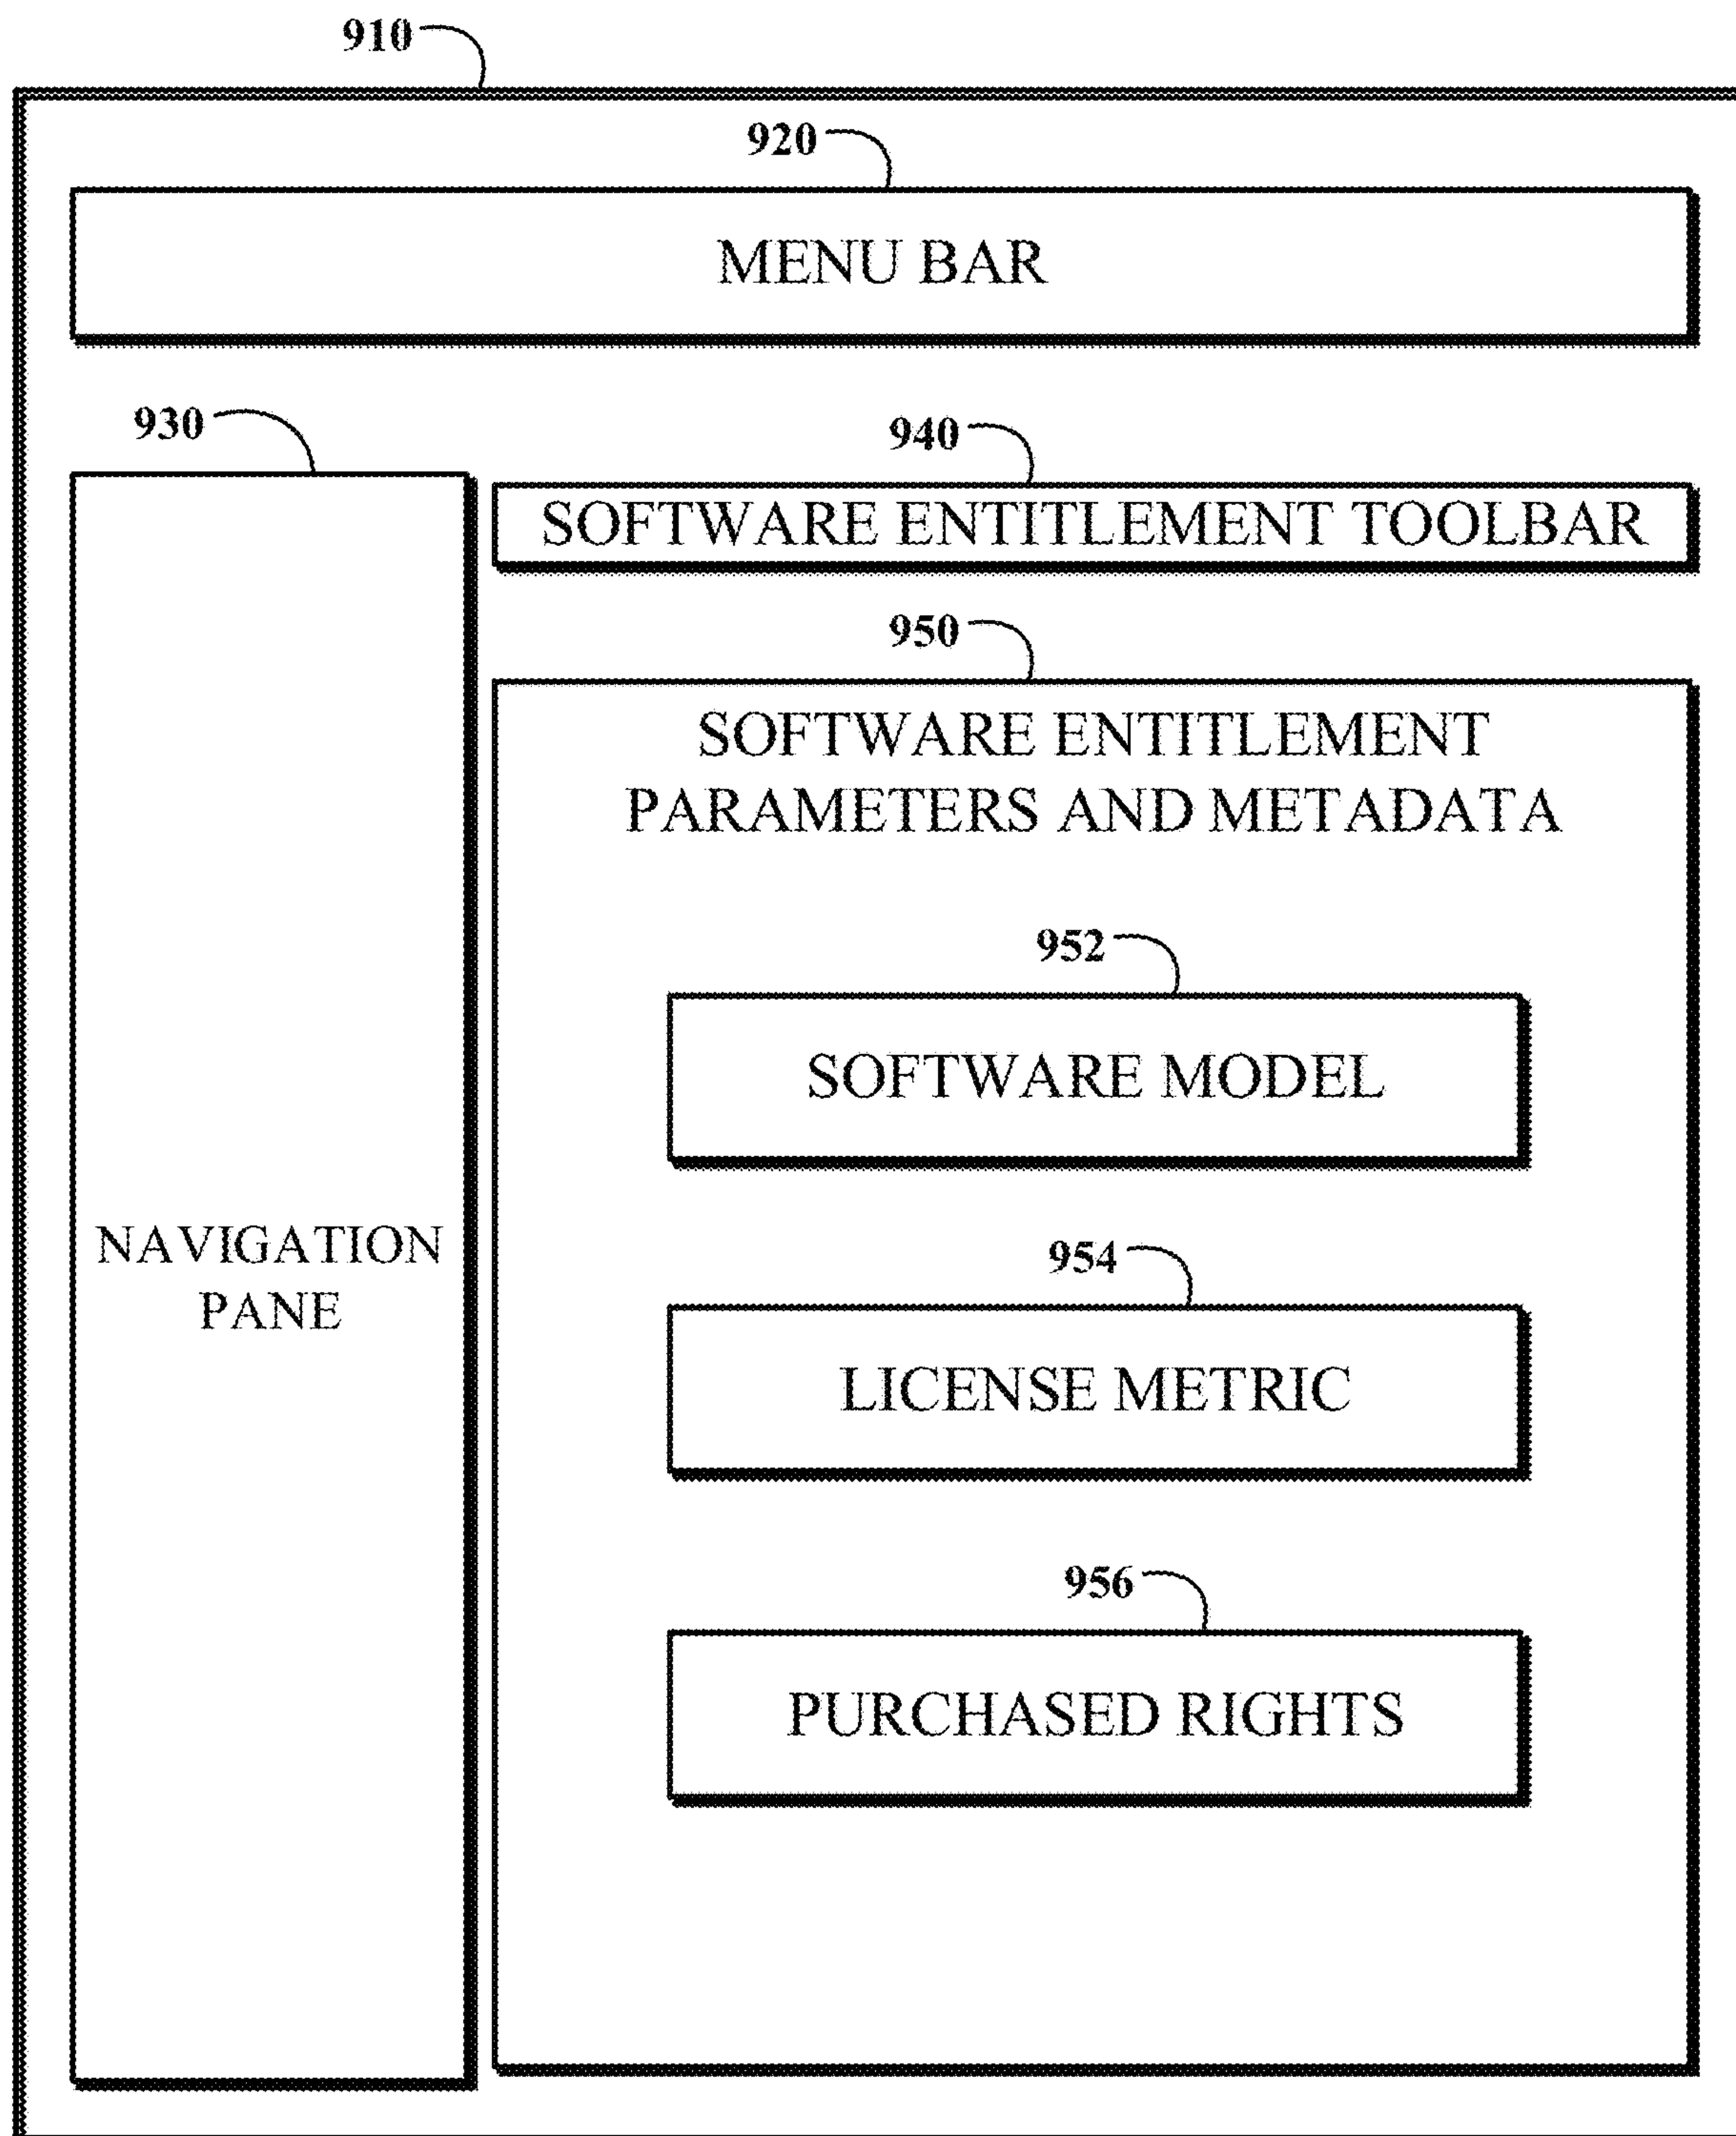 910
920
MENU BAR
930
940
SOFTWARE ENTITLEMENT TOOLBAR
950
SOFTWARE ENTITLEMENT
PARAMETERS AND METADATA
952
SOFTWARE MODEL
NAVIGATION
PANE
954
LICENSE METRIC
956
PURCHASED RIGHTS